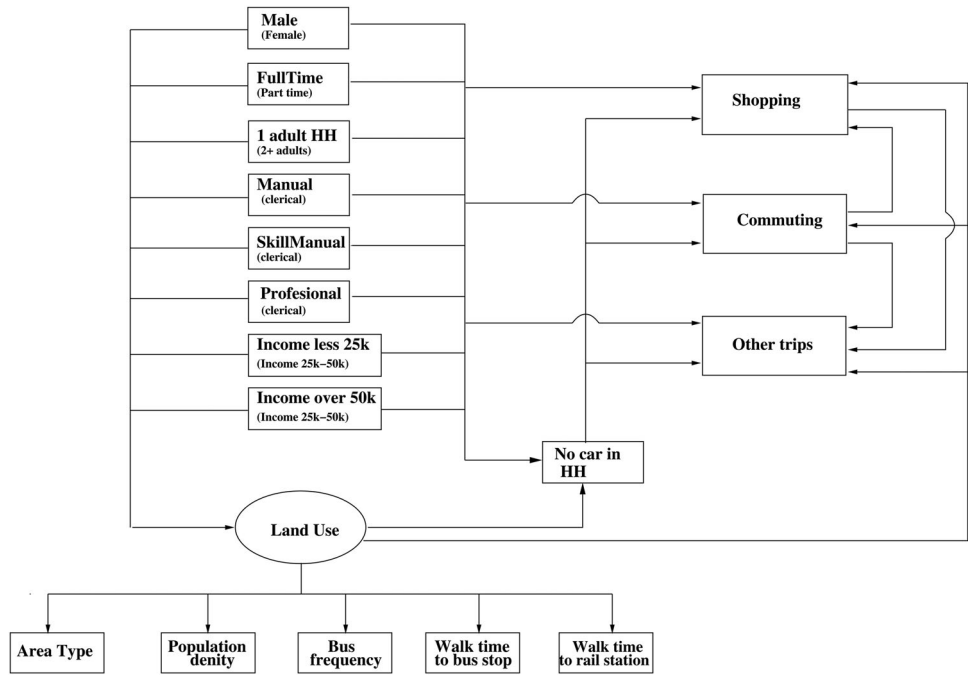 Male
(Female)
FullTime
(Part time)
1 adult HH
(2+ adults)
Manual
(clerical)
SkillManual
(clerical)
Profesional
(clerical)
Income less 25k
(Income 25k−50k)
Income over 50k
(Income 25k−50k)
Shopping
Commuting
Other trips
No car in
HH
Land Use
Area Type
Population
denity
Bus
frequency
Walk time
to bus stop
Walk time
to rail station